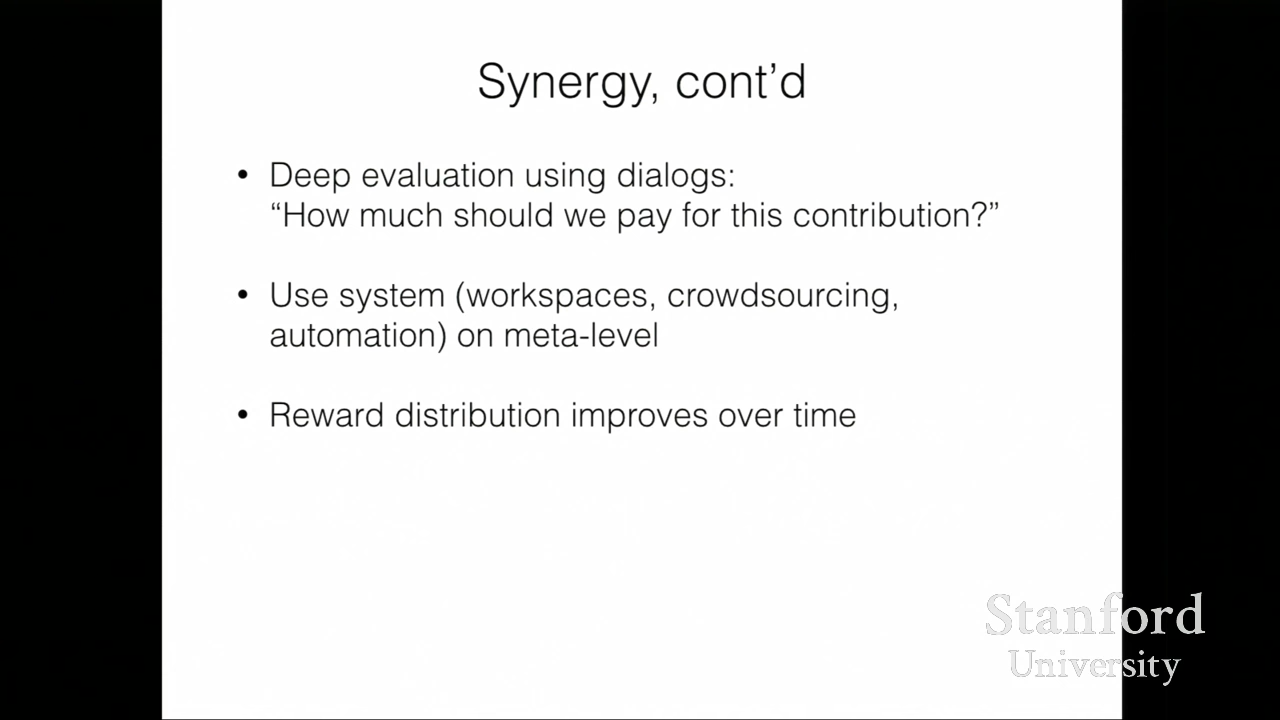 Synergy, cont’d
• Deep evaluation using dialogs:
“How much should we pay for this contribution?”
• Use system (workspaces, crowdsourcing,
automation) on meta-level
• Reward distribution improves over time
Stanford
University